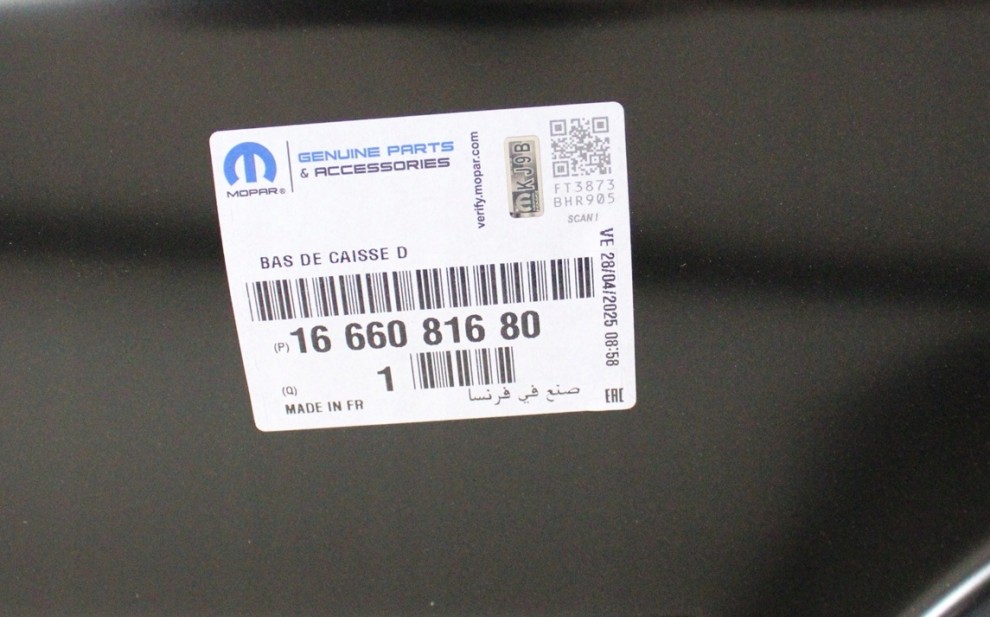 MOPAR®
GENUINE PARTS
& ACCESSORIES
verify.mopar.com
KJ9B
FT3873
BHR905
SCAN!
BAS DE CAISSE D
VE 28/04/2025 08:58
(P) 16 660 816 80
(Q) 1
صنع في فرنسا
MADE IN FR
EAC